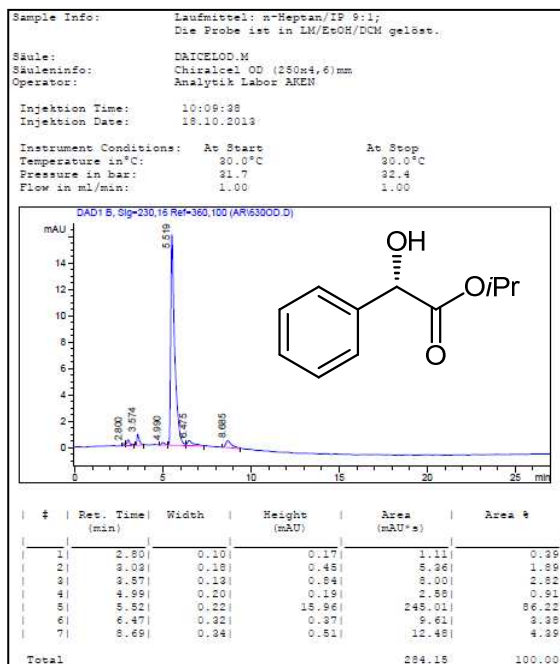 Sample Info: Laufmittel: n-Heptan/IP 9:1;
Die Probe ist in LM/EtOH/DCM gelöst.
Säule: DAICELOD.M
Säuleninfo: Chiralcel OD (250x4,6)mm
Operator: Analytik Labor AKEN
Injektion Time: 10:09:38
Injektion Date: 18.10.2013
Instrument Conditions: At Start At Stop
Temperature in°C: 30.0°C 30.0°C
Pressure in bar: 31.7 32.4
Flow in ml/min: 1.00 1.00
DAD1 B, Sig=230,16 Ref=360,100 (AR\630OD.D)
mAU
14
12
10
8
6
4
2
0
2.800
3.574
4.990
5.519
6.475
8.685
OH
OiPr
O
0 5 10 15 20 25 min
| # | Ret. Time| Width | Height | Area | Area %
| | (min) | | (mAU) | (mAU*s) |
| 1| 2.80| 0.10| 0.17| 1.11| 0.39
| 2| 3.03| 0.18| 0.45| 5.36| 1.89
| 3| 3.57| 0.13| 0.84| 8.00| 2.82
| 4| 4.99| 0.20| 0.19| 2.58| 0.91
| 5| 5.52| 0.22| 15.96| 245.01| 86.22
| 6| 6.47| 0.32| 0.37| 9.61| 3.38
| 7| 8.69| 0.34| 0.51| 12.48| 4.39
Total 284.15 100.00